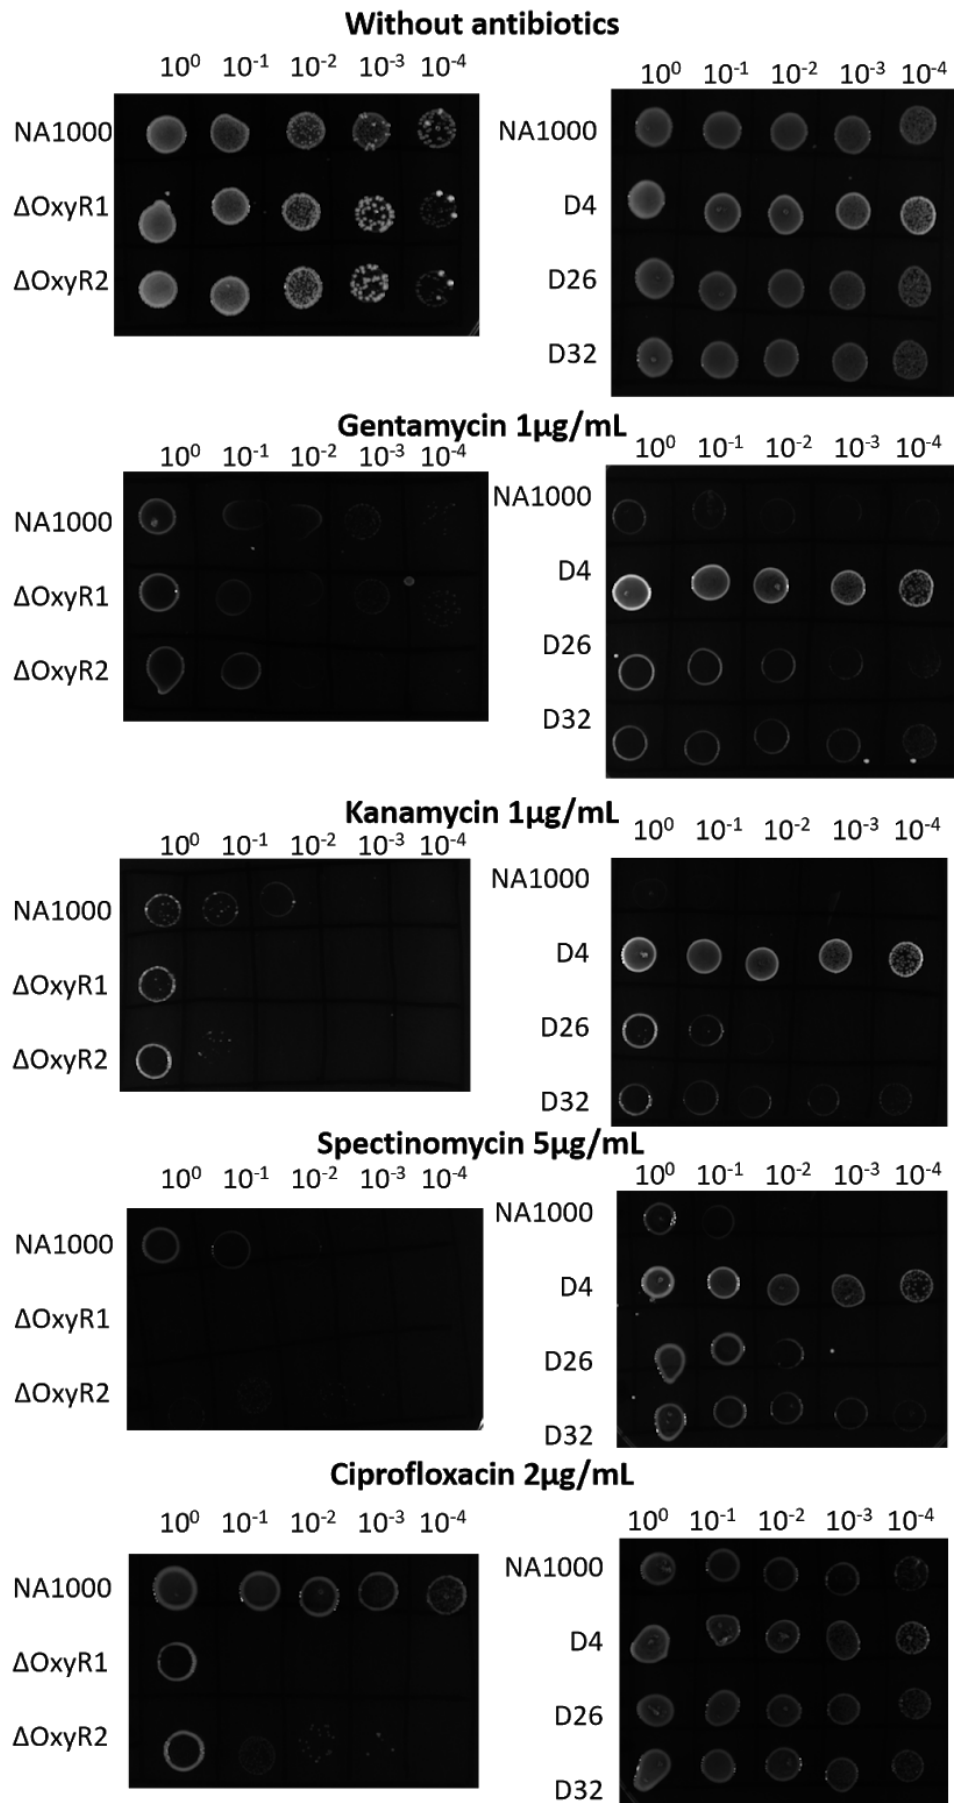 Without antibiotics
10⁰ 10⁻¹ 10⁻² 10⁻³ 10⁻⁴
NA1000
ΔOxyR1
ΔOxyR2
10⁰ 10⁻¹ 10⁻² 10⁻³ 10⁻⁴
NA1000
D4
D26
D32
Gentamycin 1µg/mL
10⁰ 10⁻¹ 10⁻² 10⁻³ 10⁻⁴
NA1000
ΔOxyR1
ΔOxyR2
10⁰ 10⁻¹ 10⁻² 10⁻³ 10⁻⁴
NA1000
D4
D26
D32
Kanamycin 1µg/mL
10⁰ 10⁻¹ 10⁻² 10⁻³ 10⁻⁴
NA1000
ΔOxyR1
ΔOxyR2
10⁰ 10⁻¹ 10⁻² 10⁻³ 10⁻⁴
NA1000
D4
D26
D32
Spectinomycin 5µg/mL
10⁰ 10⁻¹ 10⁻² 10⁻³ 10⁻⁴
NA1000
ΔOxyR1
ΔOxyR2
10⁰ 10⁻¹ 10⁻² 10⁻³ 10⁻⁴
NA1000
D4
D26
D32
Ciprofloxacin 2µg/mL
10⁰ 10⁻¹ 10⁻² 10⁻³ 10⁻⁴
NA1000
ΔOxyR1
ΔOxyR2
10⁰ 10⁻¹ 10⁻² 10⁻³ 10⁻⁴
NA1000
D4
D26
D32